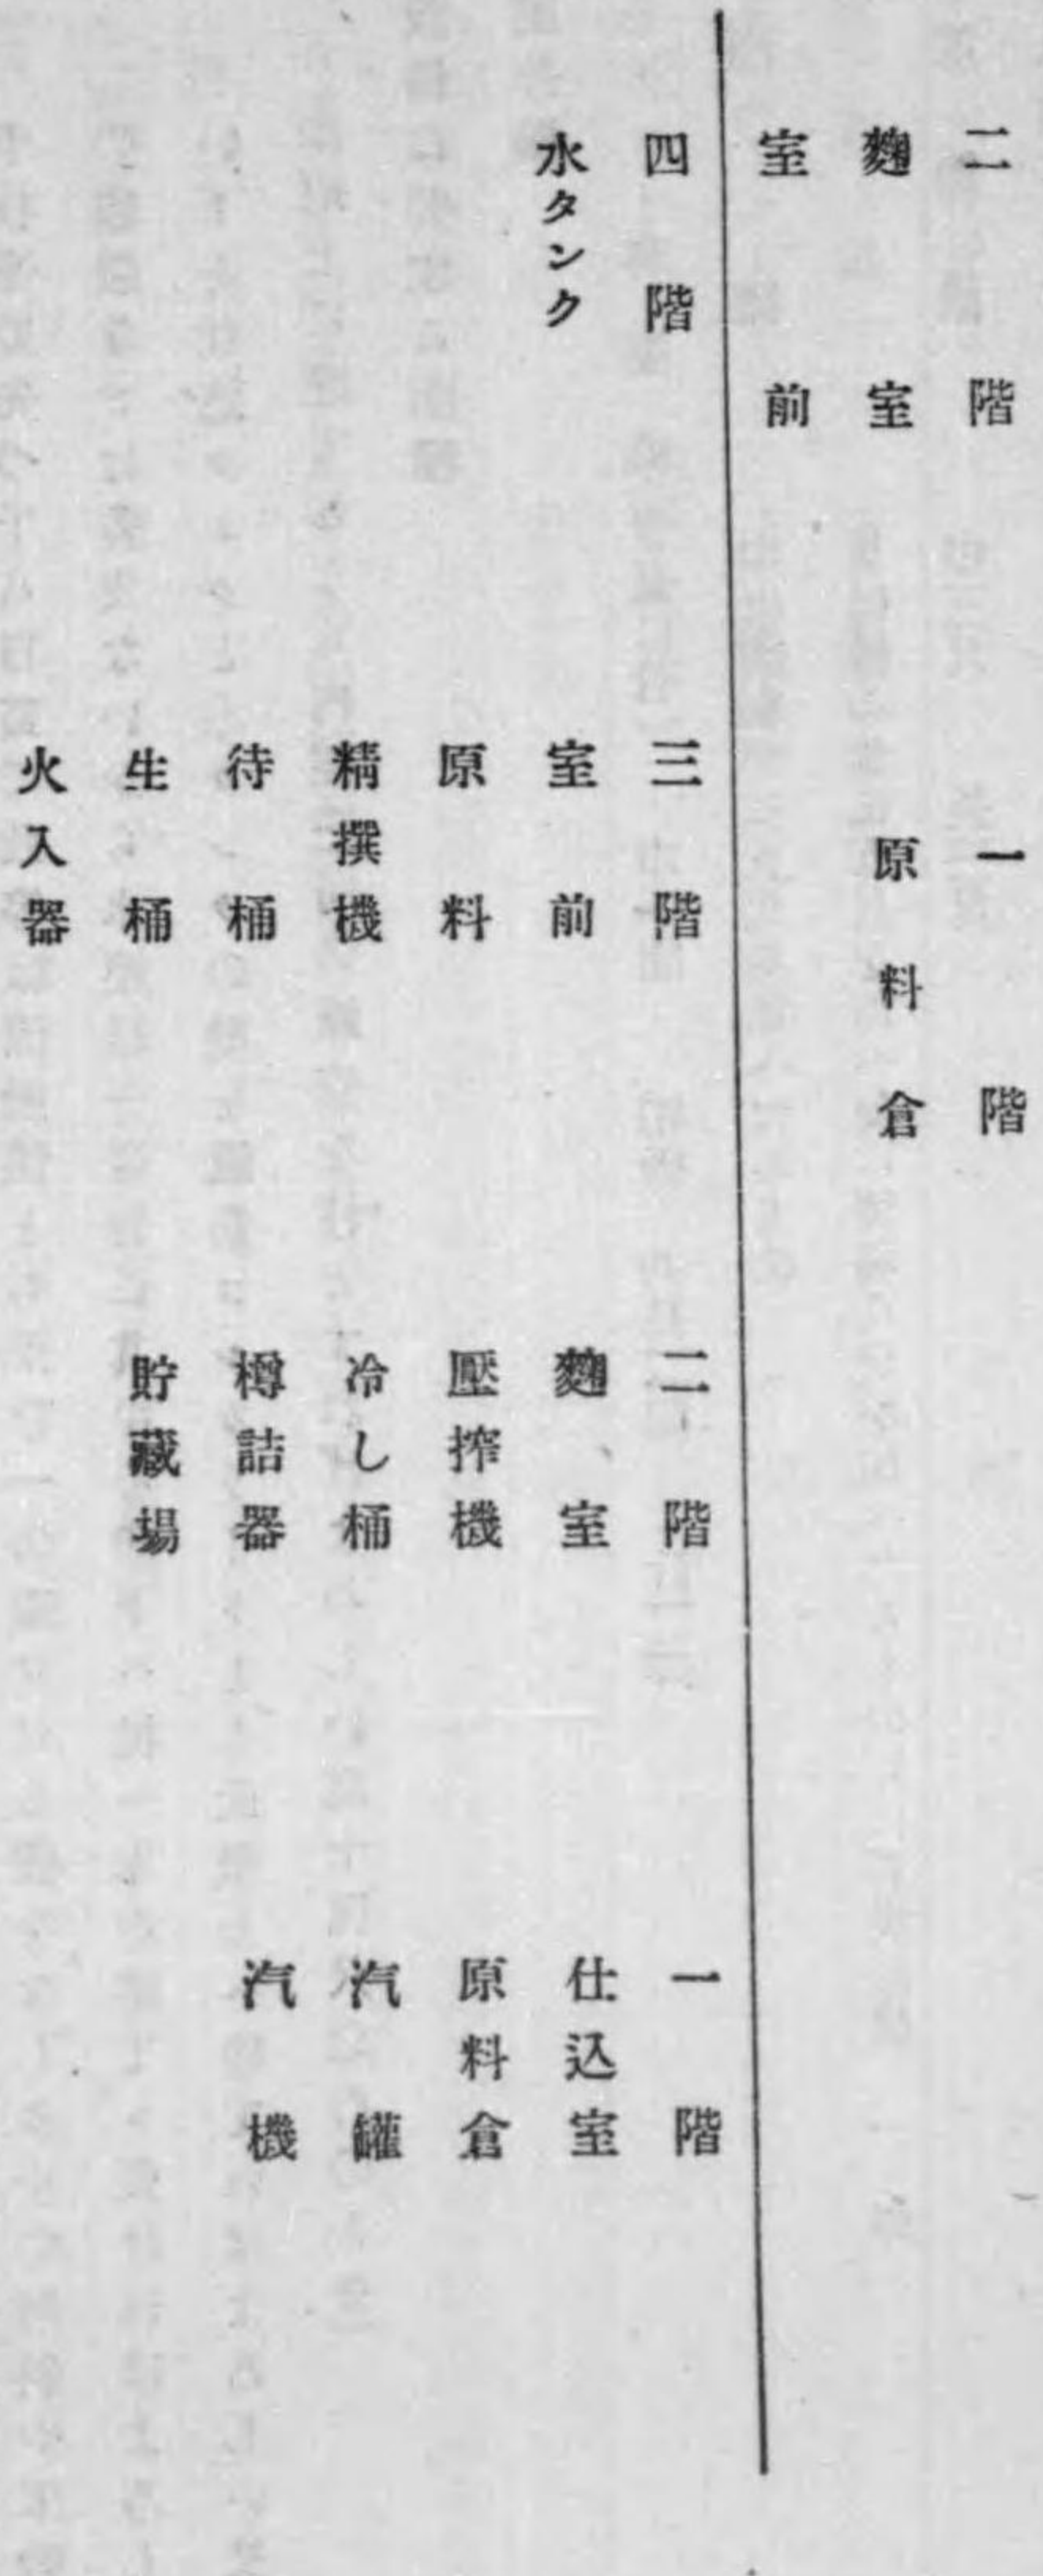 二階
麴室
室前
一階
原料倉
四階
水タンク
三階
室前
原料
精撰機
待桶
生桶
火入器
二階
麴室
壓搾機
冷し桶
樽詰器
貯藏場
一階
仕込室
原料倉
汽罐
汽機